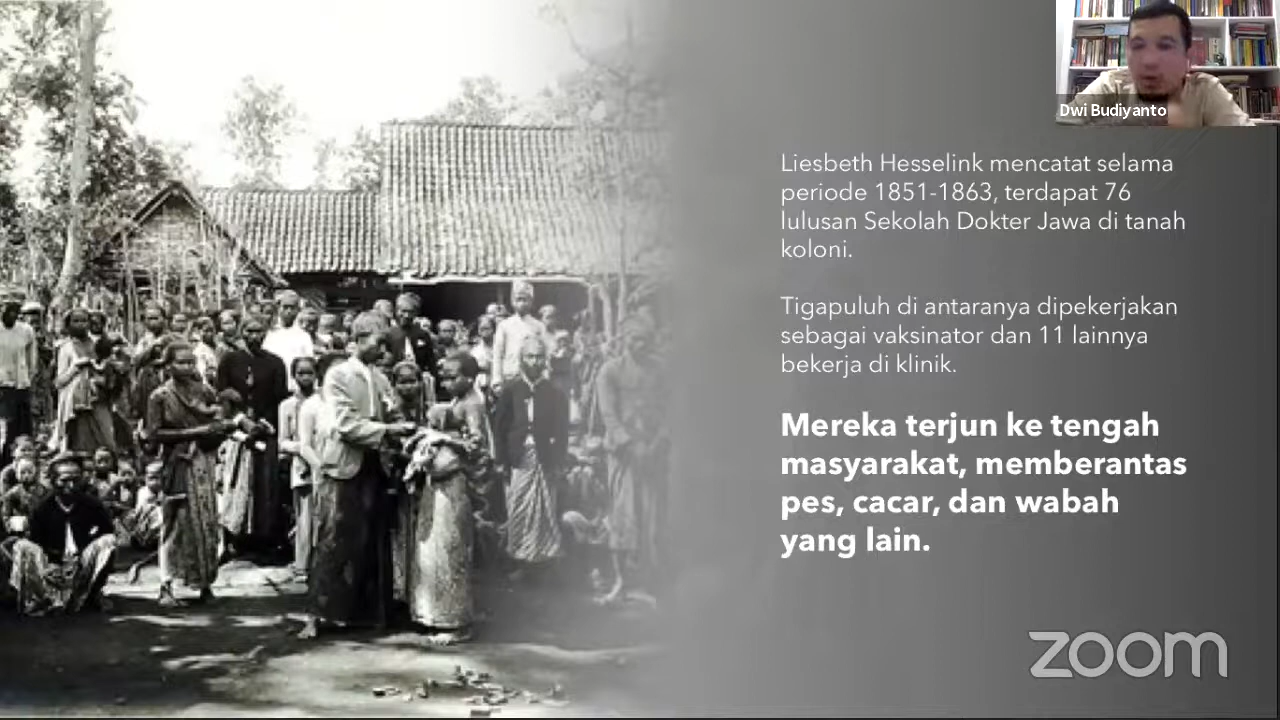 Dwi Budiyanto
Liesbeth Hesselink mencatat selama
periode 1851-1863, terdapat 76
lulusan Sekolah Dokter Jawa di tanah
koloni.
Tigapuluh di antaranya dipekerjakan
sebagai vaksinator dan 11 lainnya
bekerja di klinik.
Mereka terjun ke tengah
masyarakat, memberantas
pes, cacar, dan wabah
yang lain.
zoom